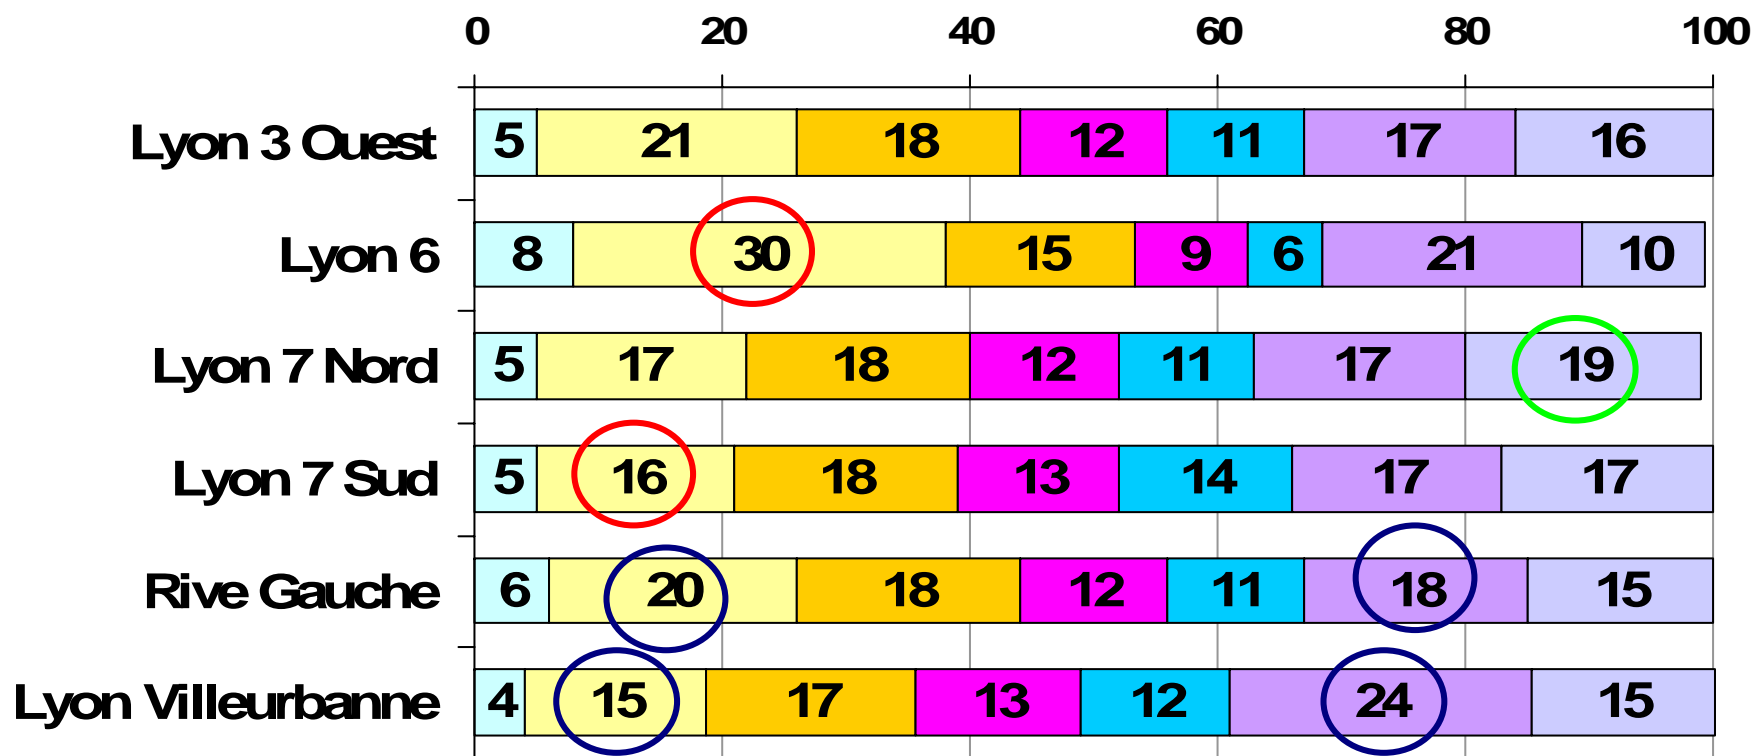 0 20 40 60 80 100
Lyon 3 Ouest 5 21 18 12 11 17 16
Lyon 6 8 30 15 9 6 21 10
Lyon 7 Nord 5 17 18 12 11 17 19
Lyon 7 Sud 5 16 18 13 14 17 17
Rive Gauche 6 20 18 12 11 18 15
Lyon Villeurbanne 4 15 17 13 12 24 15